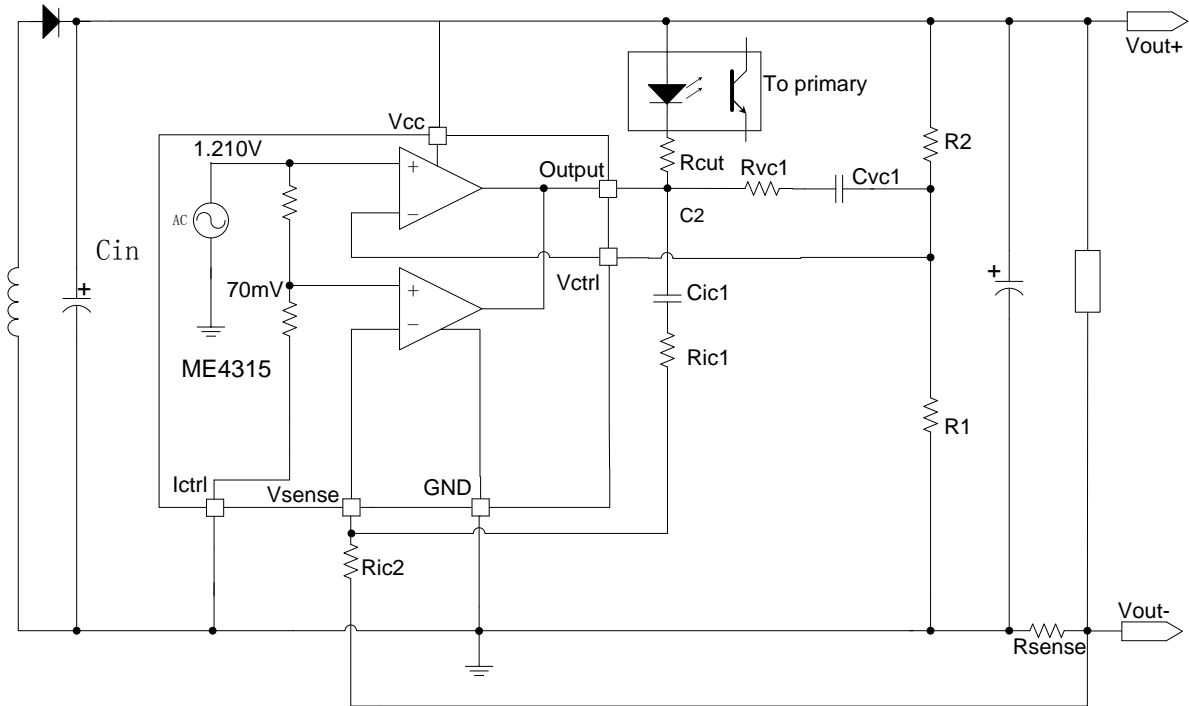 Vout+
To primary
Vcc
1.210V
R2
Output
Rcut
Rvc1
Cvc1
AC
C2
Cin
+
-
+
Vctrl
70mV
+
-
Cic1
+
ME4315
Ric1
R1
Ictrl
Vsense
GND
Ric2
Vout-
Rsense